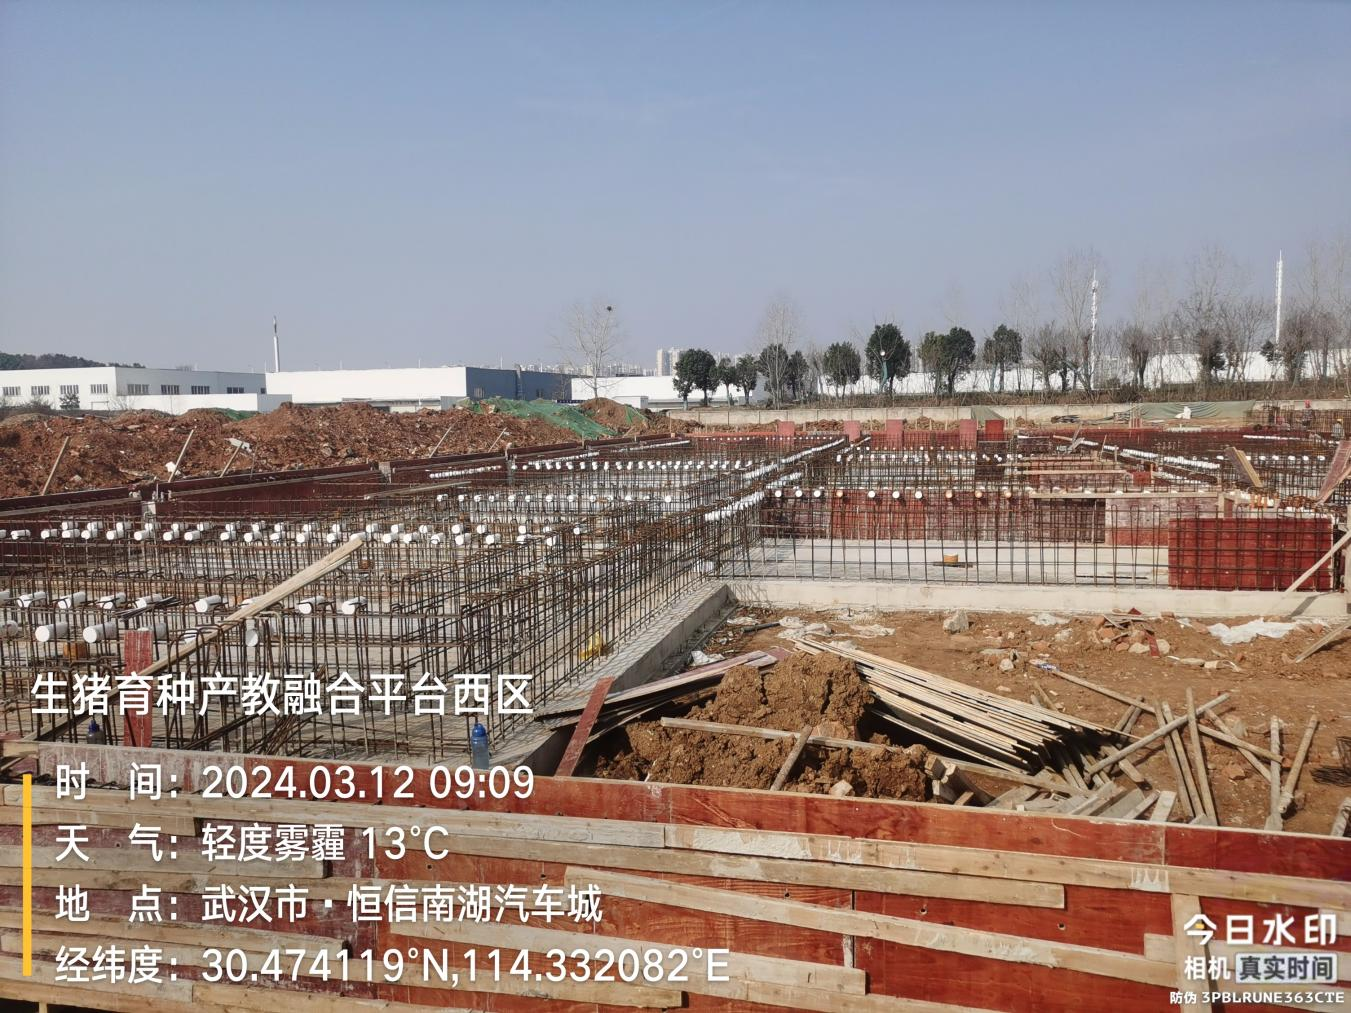 生猪育种产教融合平台西区
时 间：2024.03.12 09:09
天 气：轻度雾霾 13℃
地 点：武汉市·恒信南湖汽车城
经纬度：30.474119°N,114.332082°E
今日水印
相机 真实时间
防伪 3PBLRUNE363CTE